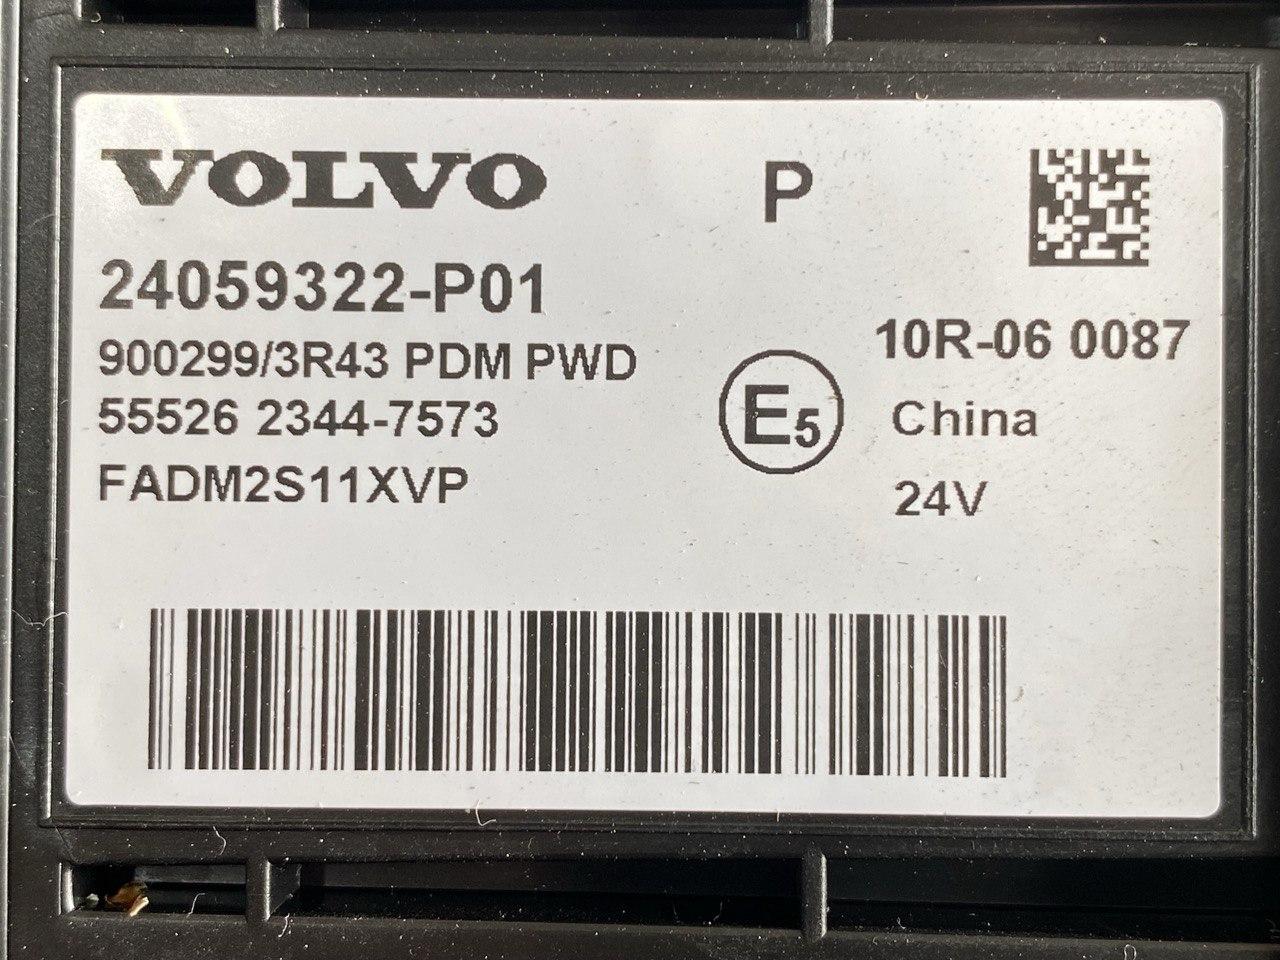 VOLVO
P
24059322-P01
900299/3R43 PDM PWD
55526 2344-7573
FADM2S11XVP
E5
10R-06 0087
China
24V